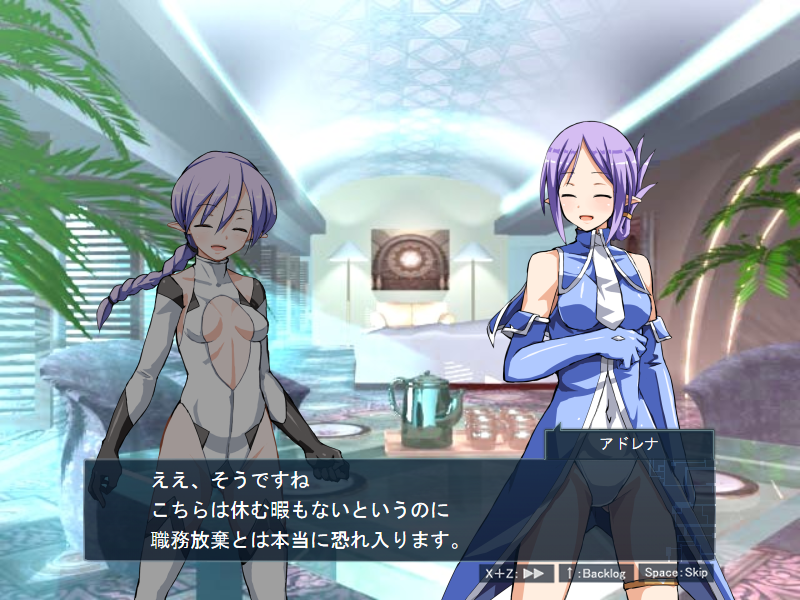 アドレナ
ええ、そうですね
こちらは休む暇もないというのに
職務放棄とは本当に恐れ入ります。
X+Z:▶▶ ↑:Backlog Space:Skip